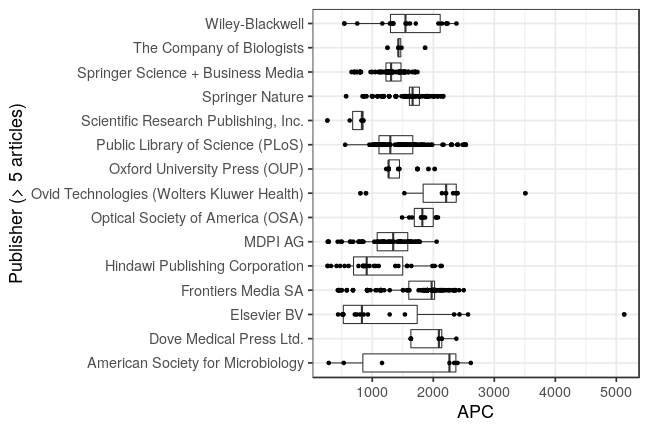 Publisher (> 5 articles)
Wiley-Blackwell
The Company of Biologists
Springer Science + Business Media
Springer Nature
Scientific Research Publishing, Inc.
Public Library of Science (PLoS)
Oxford University Press (OUP)
Ovid Technologies (Wolters Kluwer Health)
Optical Society of America (OSA)
MDPI AG
Hindawi Publishing Corporation
Frontiers Media SA
Elsevier BV
Dove Medical Press Ltd.
American Society for Microbiology
1000 2000 3000 4000 5000
APC